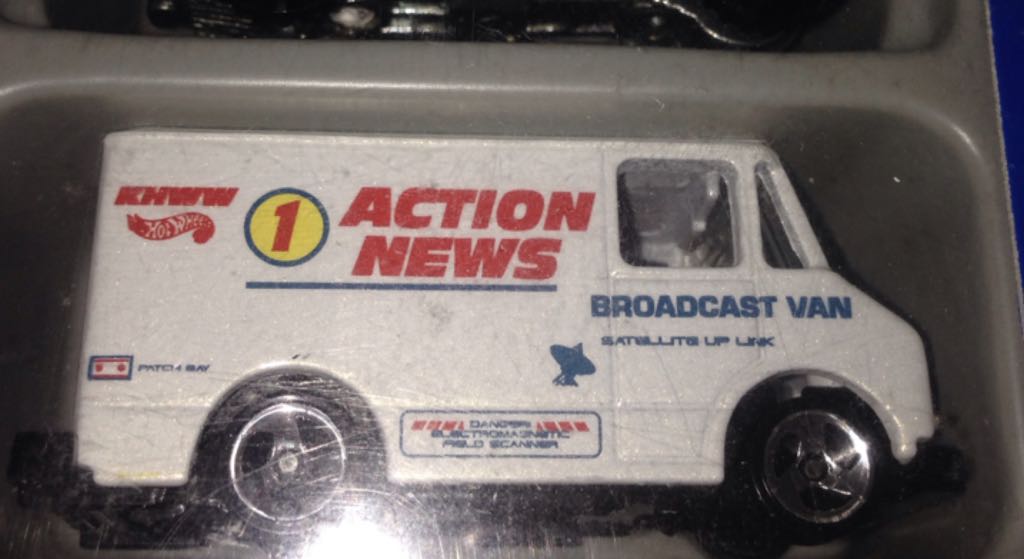 KHWW
HOT WHEELS
1
ACTION
NEWS
BROADCAST VAN
SATELLITE UP LINK
PATCH BAY
DANGER!
ELECTROMAGNETIC
FIELD SCANNER